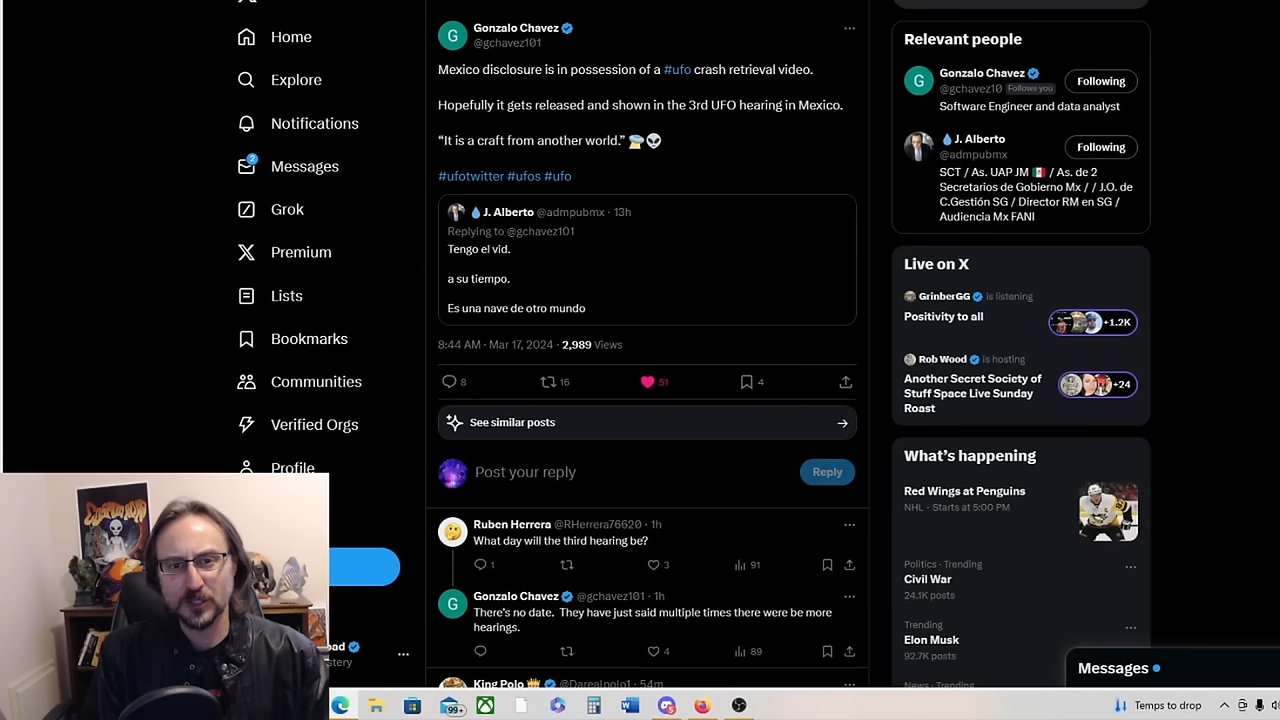 Home
Explore
Notifications
2
Messages
Grok
Premium
Lists
Bookmarks
Communities
Verified Orgs
Profile
Gonzalo Chavez
@gchavez101
Mexico disclosure is in possession of a #ufo crash retrieval video.
Hopefully it gets released and shown in the 3rd UFO hearing in Mexico.
“It is a craft from another world.” 🛸👽
#ufotwitter #ufos #ufo
💧J. Alberto @admpubmx · 13h
Replying to @gchavez101
Tengo el vid.
a su tiempo.
Es una nave de otro mundo
8:44 AM · Mar 17, 2024 · 2,989 Views
8 16 51 4
See similar posts
Post your reply
Reply
Ruben Herrera @RHerrera76620 · 1h
What day will the third hearing be?
1 3 91
Gonzalo Chavez @gchavez101 · 1h
There's no date. They have just said multiple times there were be more
hearings.
4 89
King Polo 👑 @Darealpolo1 · 54m
Relevant people
G
Gonzalo Chavez
@gchavez10 Follows you
Following
Software Engineer and data analyst
💧J. Alberto
@admpubmx
Following
SCT / As. UAP JM 🇲🇽 / As. de 2
Secretarios de Gobierno Mx / / J.O. de
C.Gestión SG / Director RM en SG /
Audiencia Mx FANI
Live on X
GrinberGG is listening
Positivity to all
+1.2K
Rob Wood is hosting
Another Secret Society of
Stuff Space Live Sunday
Roast
+24
What's happening
Red Wings at Penguins
NHL · Starts at 5:00 PM
Politics · Trending
Civil War
24.1K posts
Trending
Elon Musk
92.7K posts
News · Trending
Messages
oad
stery
99+
Temps to drop